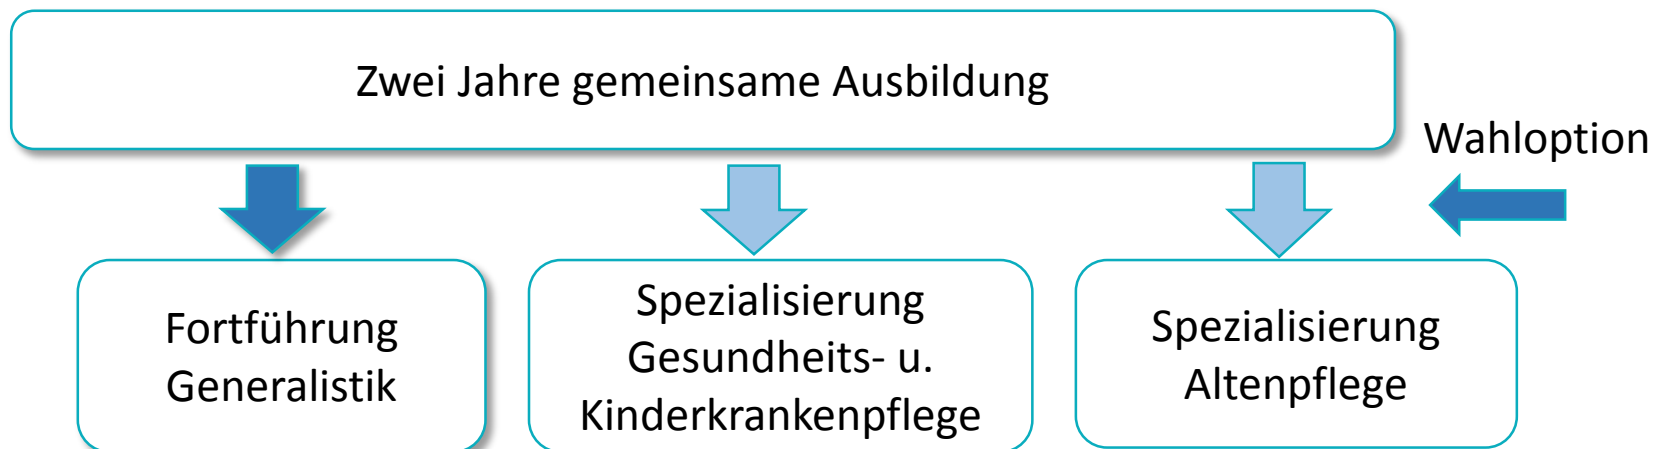 Zwei Jahre gemeinsame Ausbildung
Wahloption
Fortführung
Generalistik
Spezialisierung
Gesundheits- u.
Kinderkrankenpflege
Spezialisierung
Altenpflege